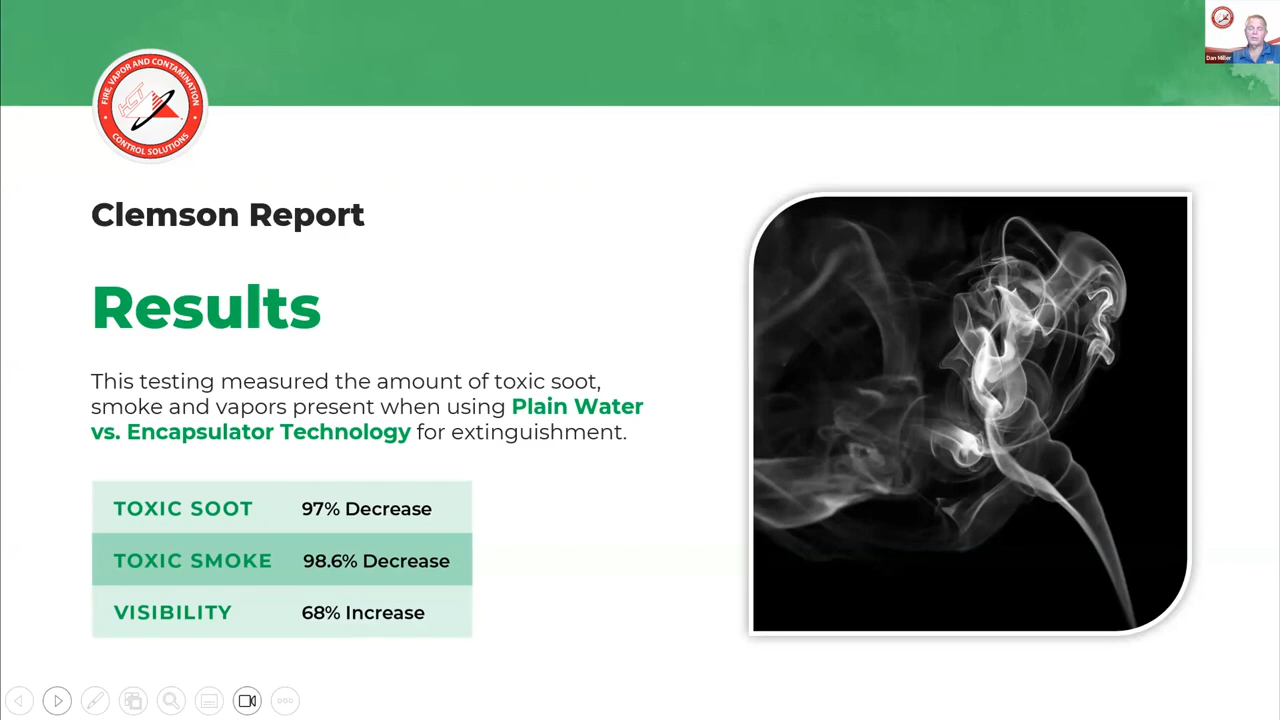 Dan Miller
FIRE, VAPOR AND CONTAMINATION
HCT
CONTROL SOLUTIONS
Clemson Report
Results
This testing measured the amount of toxic soot,
smoke and vapors present when using Plain Water
vs. Encapsulator Technology for extinguishment.
TOXIC SOOT 97% Decrease
TOXIC SMOKE 98.6% Decrease
VISIBILITY 68% Increase